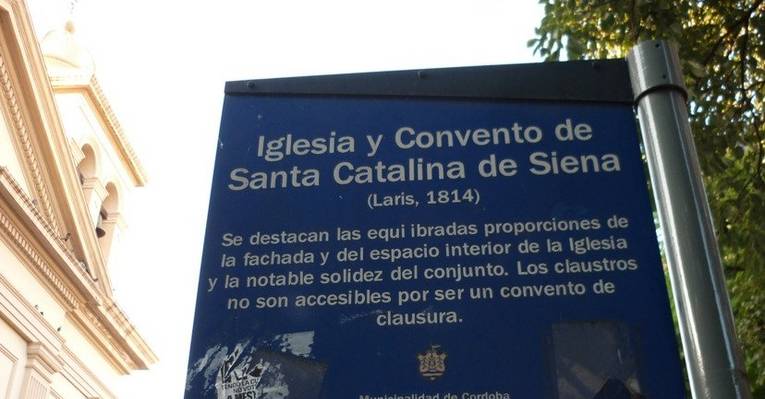 Iglesia y Convento de
Santa Catalina de Siena
(Laris, 1814)
Se destacan las equi ibradas proporciones de
la fachada y del espacio interior de la Iglesia
y la notable solidez del conjunto. Los claustros
no son accesibles por ser un convento de
clausura.
Municipalidad de Cordoba